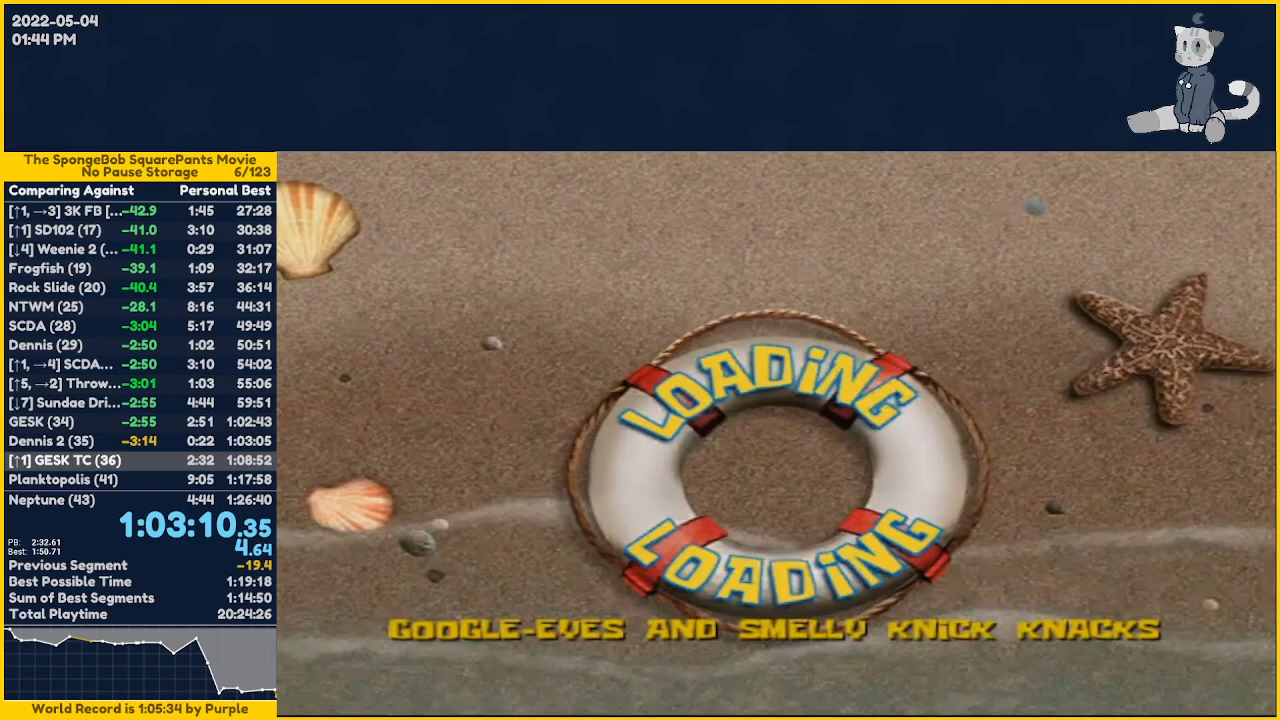 2022-05-04
01:44 PM
The SpongeBob SquarePants Movie
No Pause Storage 6/123
Comparing Against Personal Best
[↑1, →3] 3K FB [... -42.9 1:45 27:28
[↑1] SD102 (17) -41.0 3:10 30:38
[↓4] Weenie 2 (... -41.1 0:29 31:07
Frogfish (19) -39.1 1:09 32:17
Rock Slide (20) -40.4 3:57 36:14
NTWM (25) -28.1 8:16 44:31
SCDA (28) -3:04 5:17 49:49
Dennis (29) -2:50 1:02 50:51
[↑1, →4] SCDA... -2:50 3:10 54:02
[↑5, →2] Throw... -3:01 1:03 55:06
[↓7] Sundae Dri... -2:55 4:44 59:51
GESK (34) -2:55 2:51 1:02:43
Dennis 2 (35) -3:14 0:22 1:03:05
[↑1] GESK TC (36) 2:32 1:08:52
Planktopolis (41) 9:05 1:17:58
Neptune (43) 4:44 1:26:40
1:03:10.35
PB: 2:32.61
Best: 1:50.71
4.64
Previous Segment -19.4
Best Possible Time 1:19:18
Sum of Best Segments 1:14:50
Total Playtime 20:24:26
World Record is 1:05:34 by Purple
LOADING
LOADING
GOOGLE-EYES AND SMELLY KNICK KNACKS